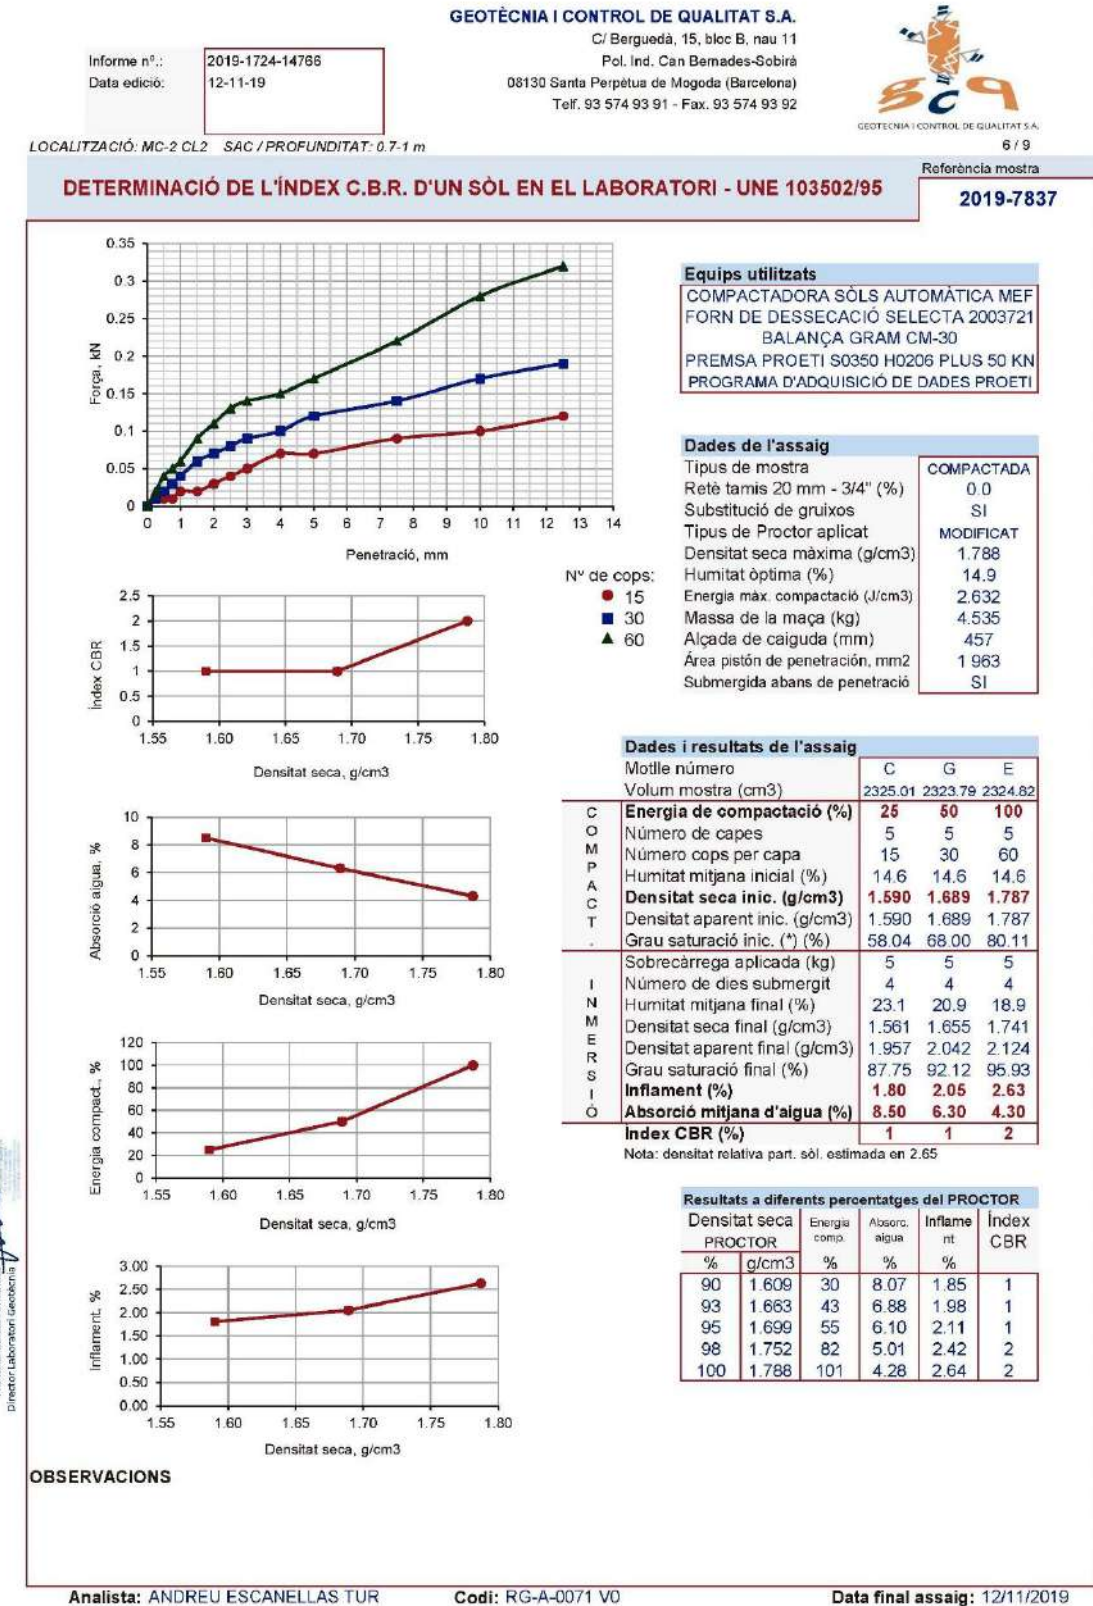 GEOTÈCNIA I CONTROL DE QUALITAT S.A.
C/ Berguedà, 15, bloc B, nau 11
Pol. Ind. Can Bernades-Sobirà
08130 Santa Perpètua de Mogoda (Barcelona)
Telf. 93 574 93 91 - Fax. 93 574 93 92
Informe nº.: 2019-1724-14766
Data edició: 12-11-19
gcq
GEOTECNIA I CONTROL DE QUALITAT S.A.
6 / 9
LOCALITZACIÓ: MC-2 CL2 SAC / PROFUNDITAT: 0.7-1 m
DETERMINACIÓ DE L'ÍNDEX C.B.R. D'UN SÒL EN EL LABORATORI - UNE 103502/95
Referència mostra
2019-7837
Força, kN
0.35
0.3
0.25
0.2
0.15
0.1
0.05
0
0 1 2 3 4 5 6 7 8 9 10 11 12 13 14
Penetració, mm
Nº de cops:
15
30
60
Índex CBR
2.5
2
1.5
1
0.5
0
1.55 1.60 1.65 1.70 1.75 1.80
Densitat seca, g/cm3
Absorció aigua, %
10
8
6
4
2
0
1.55 1.60 1.65 1.70 1.75 1.80
Densitat seca, g/cm3
Energia compact., %
120
100
80
60
40
20
0
1.55 1.60 1.65 1.70 1.75 1.80
Densitat seca, g/cm3
Inflament, %
3.00
2.50
2.00
1.50
1.00
0.50
0.00
1.55 1.60 1.65 1.70 1.75 1.80
Densitat seca, g/cm3
Equips utilitzats
COMPACTADORA SÒLS AUTOMÀTICA MEF
FORN DE DESSECACIÓ SELECTA 2003721
BALANÇA GRAM CM-30
PREMSA PROETI S0350 H0206 PLUS 50 KN
PROGRAMA D'ADQUISICIÓ DE DADES PROETI
Dades de l'assaig
Tipus de mostra COMPACTADA
Retè tamis 20 mm - 3/4" (%) 0.0
Substitució de gruixos SI
Tipus de Proctor aplicat MODIFICAT
Densitat seca màxima (g/cm3) 1.788
Humitat òptima (%) 14.9
Energia màx. compactació (J/cm3) 2.632
Massa de la maça (kg) 4.535
Alçada de caiguda (mm) 457
Área pistón de penetración, mm2 1 963
Submergida abans de penetració SI
Dades i resultats de l'assaig
Motlle número C G E
Volum mostra (cm3) 2325.01 2323.79 2324.82
COMPACT.
Energia de compactació (%) 25 50 100
Número de capes 5 5 5
Número cops per capa 15 30 60
Humitat mitjana inicial (%) 14.6 14.6 14.6
Densitat seca inic. (g/cm3) 1.590 1.689 1.787
Densitat aparent inic. (g/cm3) 1.590 1.689 1.787
Grau saturació inic. (*) (%) 58.04 68.00 80.11
INMERSIÓ
Sobrecàrrega aplicada (kg) 5 5 5
Número de dies submergit 4 4 4
Humitat mitjana final (%) 23.1 20.9 18.9
Densitat seca final (g/cm3) 1.561 1.655 1.741
Densitat aparent final (g/cm3) 1.957 2.042 2.124
Grau saturació final (%) 87.75 92.12 95.93
Inflament (%) 1.80 2.05 2.63
Absorció mitjana d'aigua (%) 8.50 6.30 4.30
Índex CBR (%) 1 1 2
Nota: densitat relativa part. sòl. estimada en 2.65
Resultats a diferents percentatges del PROCTOR
Densitat seca PROCTOR Energia comp. Absorc. aigua Inflame nt Índex CBR
% g/cm3 % % %
90 1.609 30 8.07 1.85 1
93 1.663 43 6.88 1.98 1
95 1.699 55 6.10 2.11 1
98 1.752 82 5.01 2.42 2
100 1.788 101 4.28 2.64 2
Director Laboratori Geotècnia
OBSERVACIONS
Analista: ANDREU ESCANELLAS TUR Codi: RG-A-0071 V0 Data final assaig: 12/11/2019